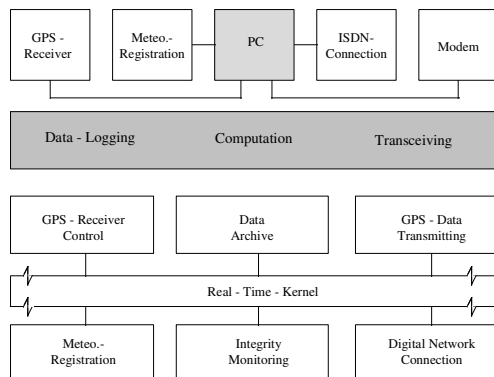 GPS - Receiver
Meteo.- Registration
PC
ISDN- Connection
Modem
Data - Logging
Computation
Transceiving
GPS - Receiver
Control
Data
Archive
GPS - Data
Transmitting
Real - Time - Kernel
Meteo.-
Registration
Integrity
Monitoring
Digital Network
Connection